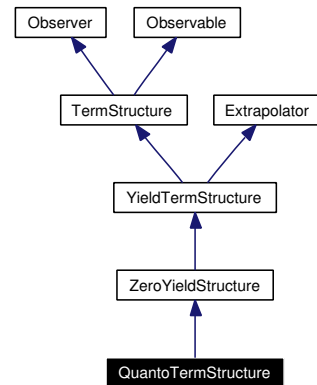 Observer
Observable
TermStructure
Extrapolator
YieldTermStructure
ZeroYieldStructure
QuantoTermStructure